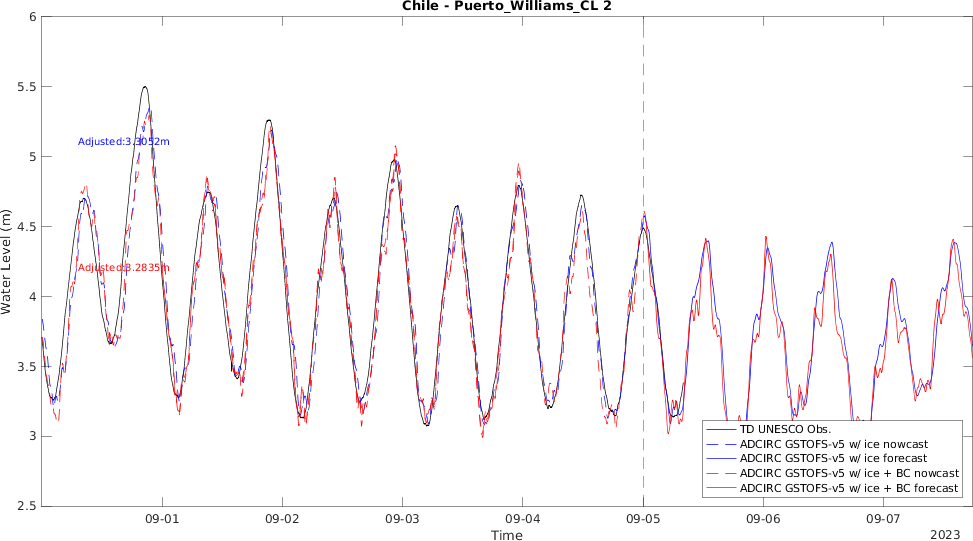 Chile - Puerto_Williams_CL 2
6
5.5
5
4.5
4
3.5
3
2.5
Water Level (m)
Adjusted:3.3052m
Adjusted:3.2835m
TD UNESCO Obs.
ADCIRC GSTOFS-v5 w/ ice nowcast
ADCIRC GSTOFS-v5 w/ ice forecast
ADCIRC GSTOFS-v5 w/ ice + BC nowcast
ADCIRC GSTOFS-v5 w/ ice + BC forecast
09-01 09-02 09-03 09-04 09-05 09-06 09-07
Time
2023